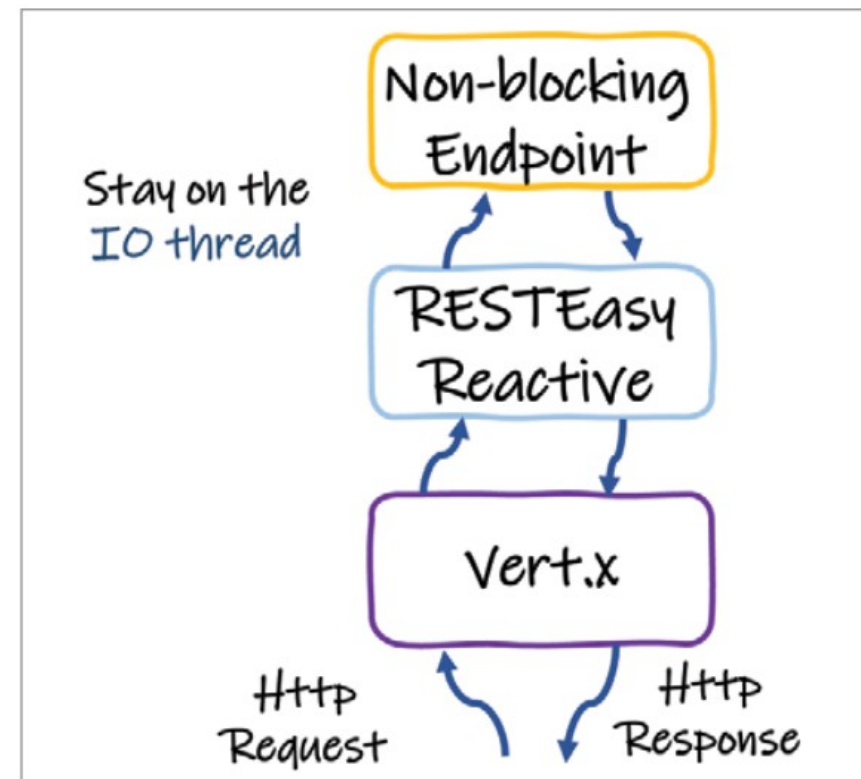 Non-blocking
Endpoint
Stay on the
IO thread
RESTEasy
Reactive
Vert.x
Http
Request
Http
Response